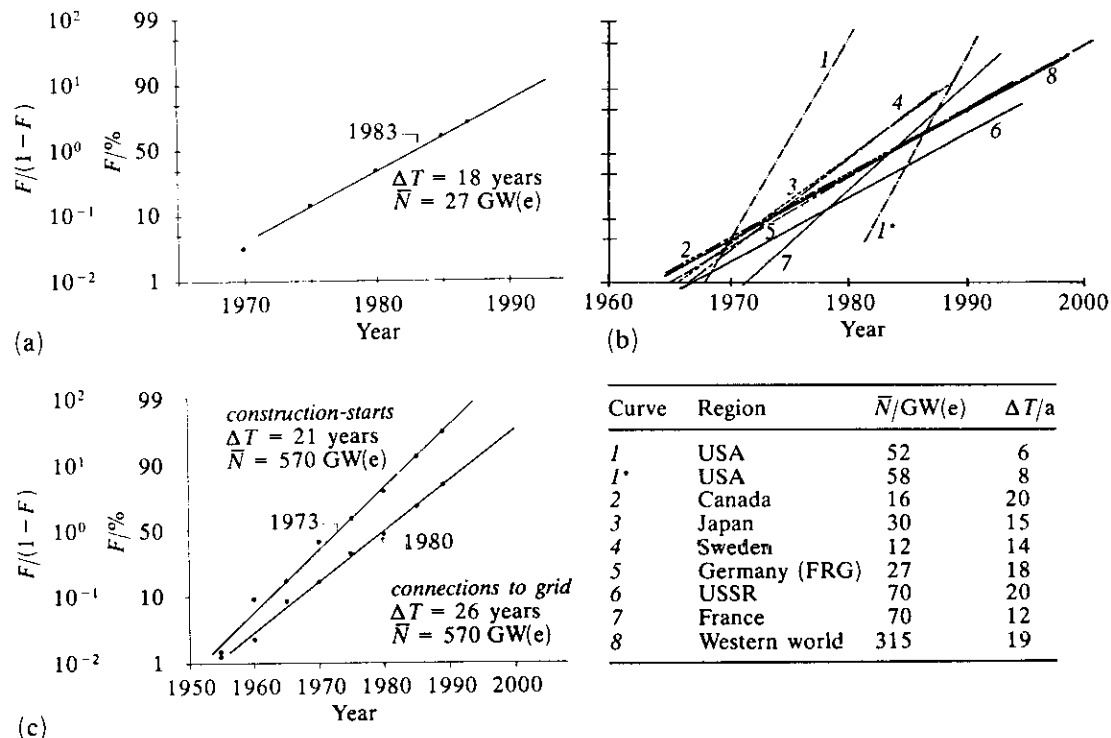 10² 99
10¹ 90
10⁰ 50
10⁻¹ 10
10⁻² 1
F/(1 − F)
F/%
1983
ΔT = 18 years
N̅ = 27 GW(e)
1970 1980 1990
Year
(a)
1
4
8
3
6
5
2
1*
7
1960 1970 1980 1990 2000
Year
(b)
10² 99
10¹ 90
10⁰ 50
10⁻¹ 10
10⁻² 1
F/(1 − F)
F/%
construction-starts
ΔT = 21 years
N̅ = 570 GW(e)
1973
1980
connections to grid
ΔT = 26 years
N̅ = 570 GW(e)
1950 1960 1970 1980 1990 2000
Year
(c)
Curve Region N̅/GW(e) ΔT/a
1 USA 52 6
1* USA 58 8
2 Canada 16 20
3 Japan 30 15
4 Sweden 12 14
5 Germany (FRG) 27 18
6 USSR 70 20
7 France 70 12
8 Western world 315 19